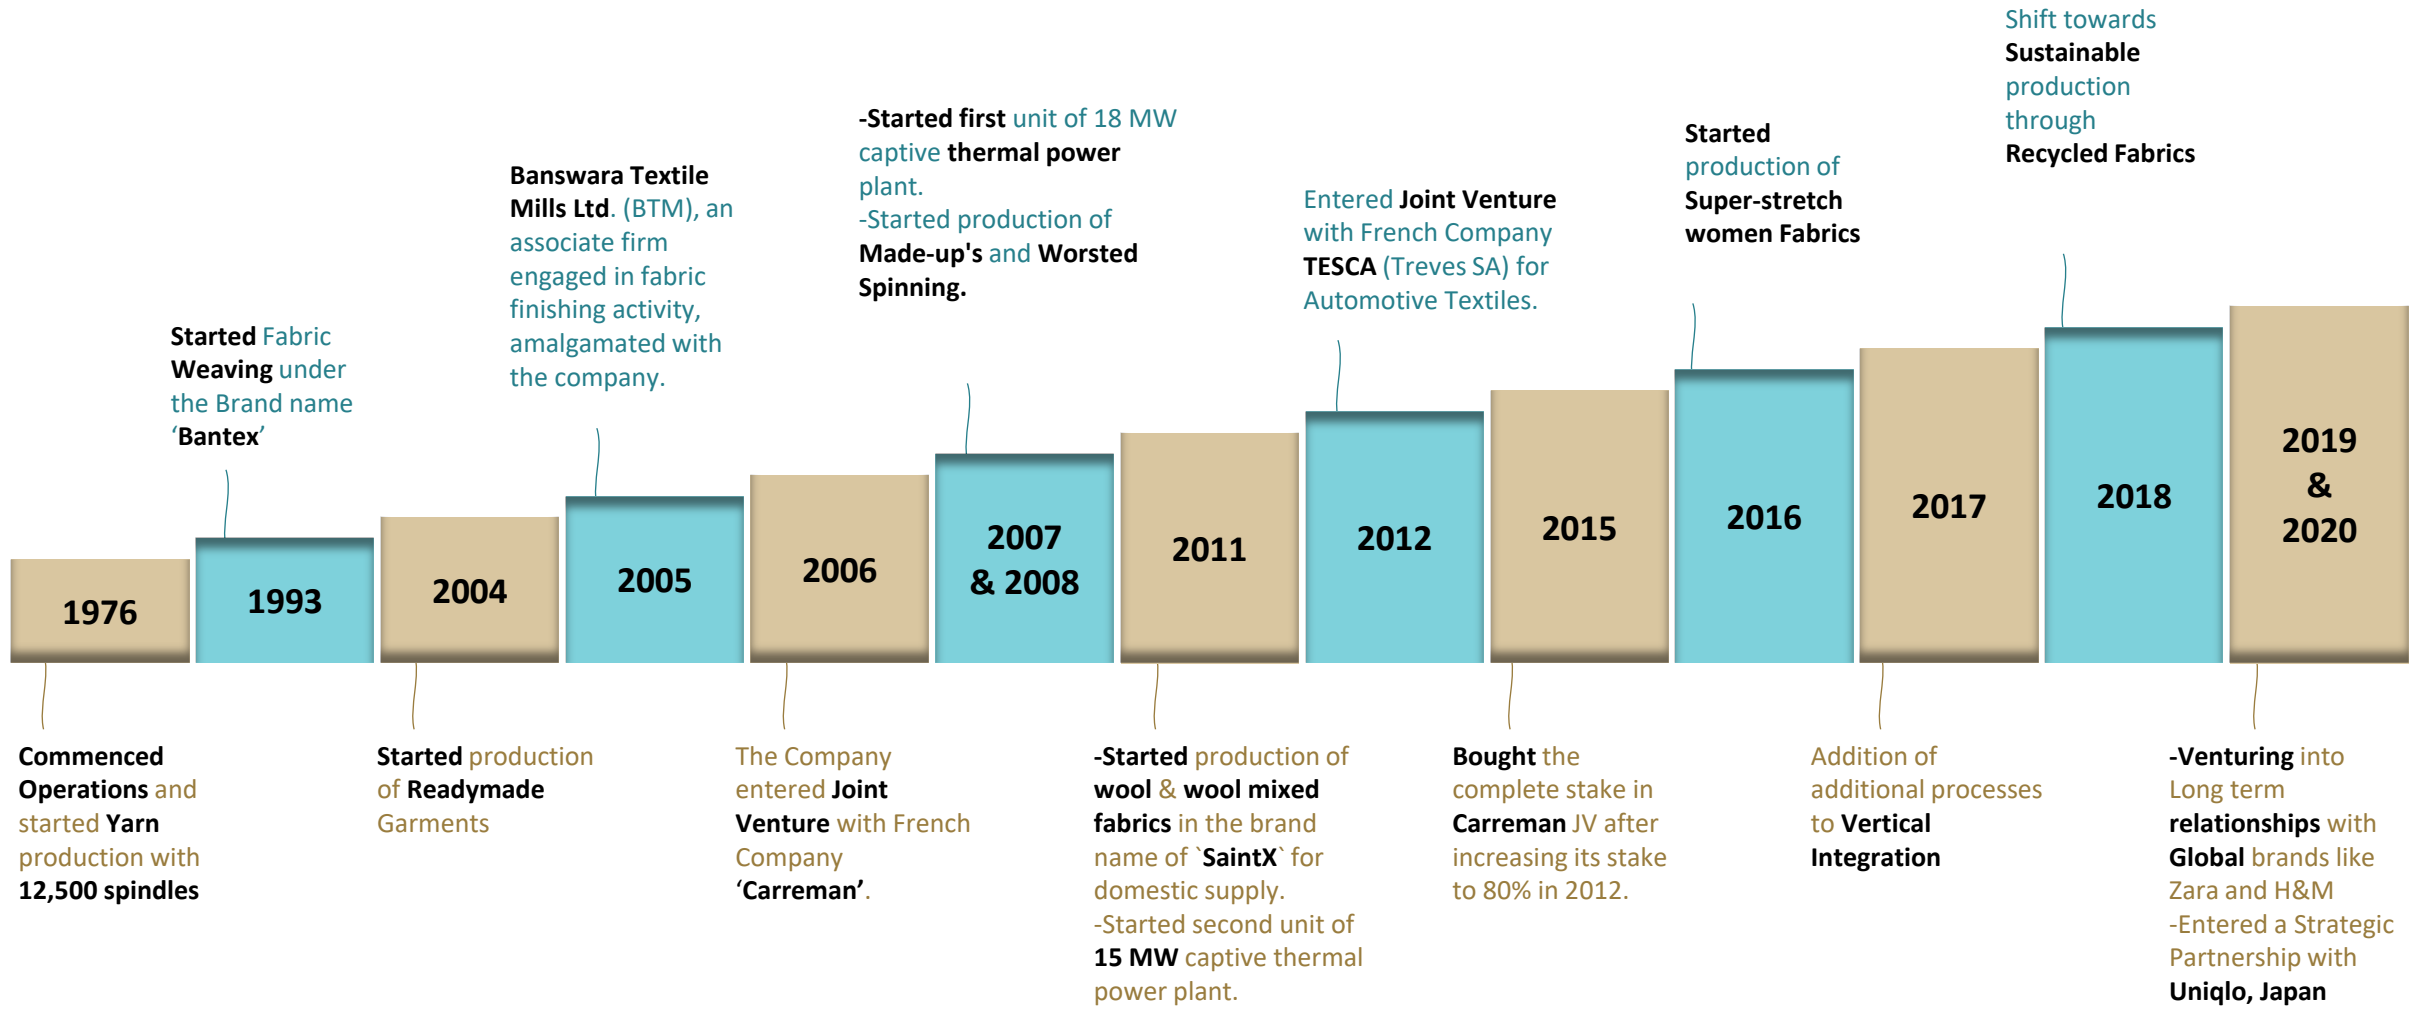 Shift towards
Sustainable
production
through
Recycled Fabrics
-Started first unit of 18 MW
captive thermal power
plant.
-Started production of
Made-up's and Worsted
Spinning.
Started
production of
Super-stretch
women Fabrics
Banswara Textile
Mills Ltd. (BTM), an
associate firm
engaged in fabric
finishing activity,
amalgamated with
the company.
Entered Joint Venture
with French Company
TESCA (Treves SA) for
Automotive Textiles.
Started Fabric
Weaving under
the Brand name
‘Bantex’
1976
1993
2004
2005
2006
2007
& 2008
2011
2012
2015
2016
2017
2018
2019
&
2020
Commenced
Operations and
started Yarn
production with
12,500 spindles
Started production
of Readymade
Garments
The Company
entered Joint
Venture with French
Company
‘Carreman’.
-Started production of
wool & wool mixed
fabrics in the brand
name of `SaintX` for
domestic supply.
-Started second unit of
15 MW captive thermal
power plant.
Bought the
complete stake in
Carreman JV after
increasing its stake
to 80% in 2012.
Addition of
additional processes
to Vertical
Integration
-Venturing into
Long term
relationships with
Global brands like
Zara and H&M
-Entered a Strategic
Partnership with
Uniqlo, Japan